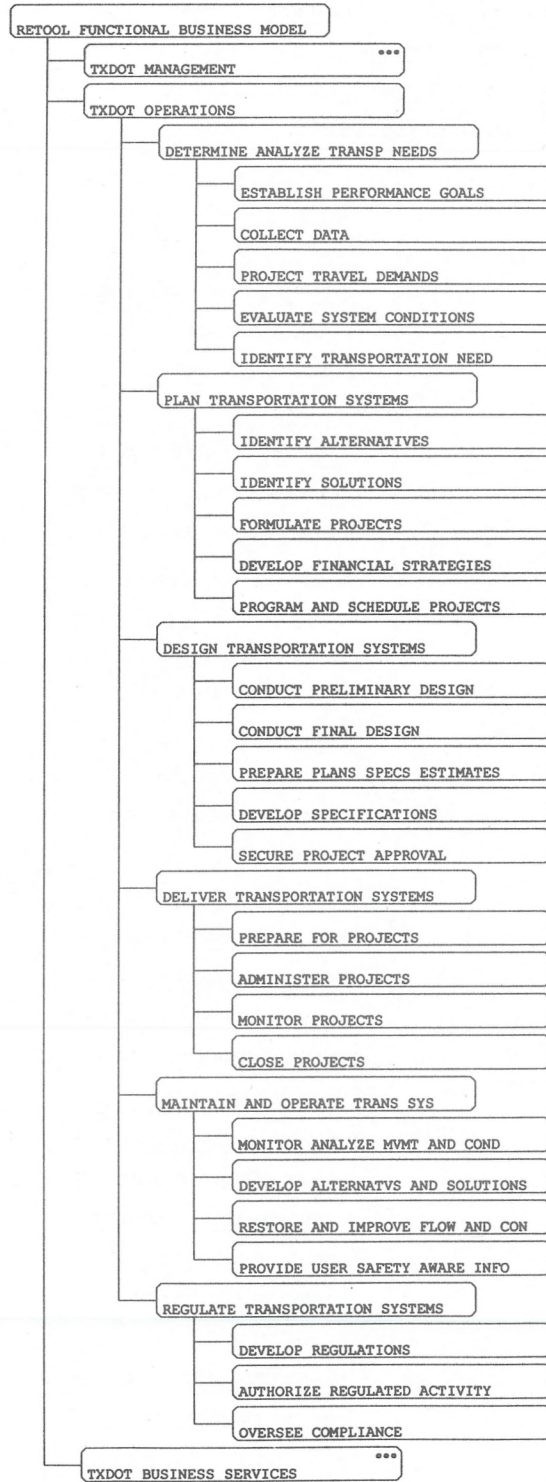 RETOOL FUNCTIONAL BUSINESS MODEL
TXDOT MANAGEMENT
TXDOT OPERATIONS
DETERMINE ANALYZE TRANSP NEEDS
ESTABLISH PERFORMANCE GOALS
COLLECT DATA
PROJECT TRAVEL DEMANDS
EVALUATE SYSTEM CONDITIONS
IDENTIFY TRANSPORTATION NEED
PLAN TRANSPORTATION SYSTEMS
IDENTIFY ALTERNATIVES
IDENTIFY SOLUTIONS
FORMULATE PROJECTS
DEVELOP FINANCIAL STRATEGIES
PROGRAM AND SCHEDULE PROJECTS
DESIGN TRANSPORTATION SYSTEMS
CONDUCT PRELIMINARY DESIGN
CONDUCT FINAL DESIGN
PREPARE PLANS SPECS ESTIMATES
DEVELOP SPECIFICATIONS
SECURE PROJECT APPROVAL
DELIVER TRANSPORTATION SYSTEMS
PREPARE FOR PROJECTS
ADMINISTER PROJECTS
MONITOR PROJECTS
CLOSE PROJECTS
MAINTAIN AND OPERATE TRANS SYS
MONITOR ANALYZE MVMT AND COND
DEVELOP ALTERNATVS AND SOLUTIONS
RESTORE AND IMPROVE FLOW AND CON
PROVIDE USER SAFETY AWARE INFO
REGULATE TRANSPORTATION SYSTEMS
DEVELOP REGULATIONS
AUTHORIZE REGULATED ACTIVITY
OVERSEE COMPLIANCE
TXDOT BUSINESS SERVICES